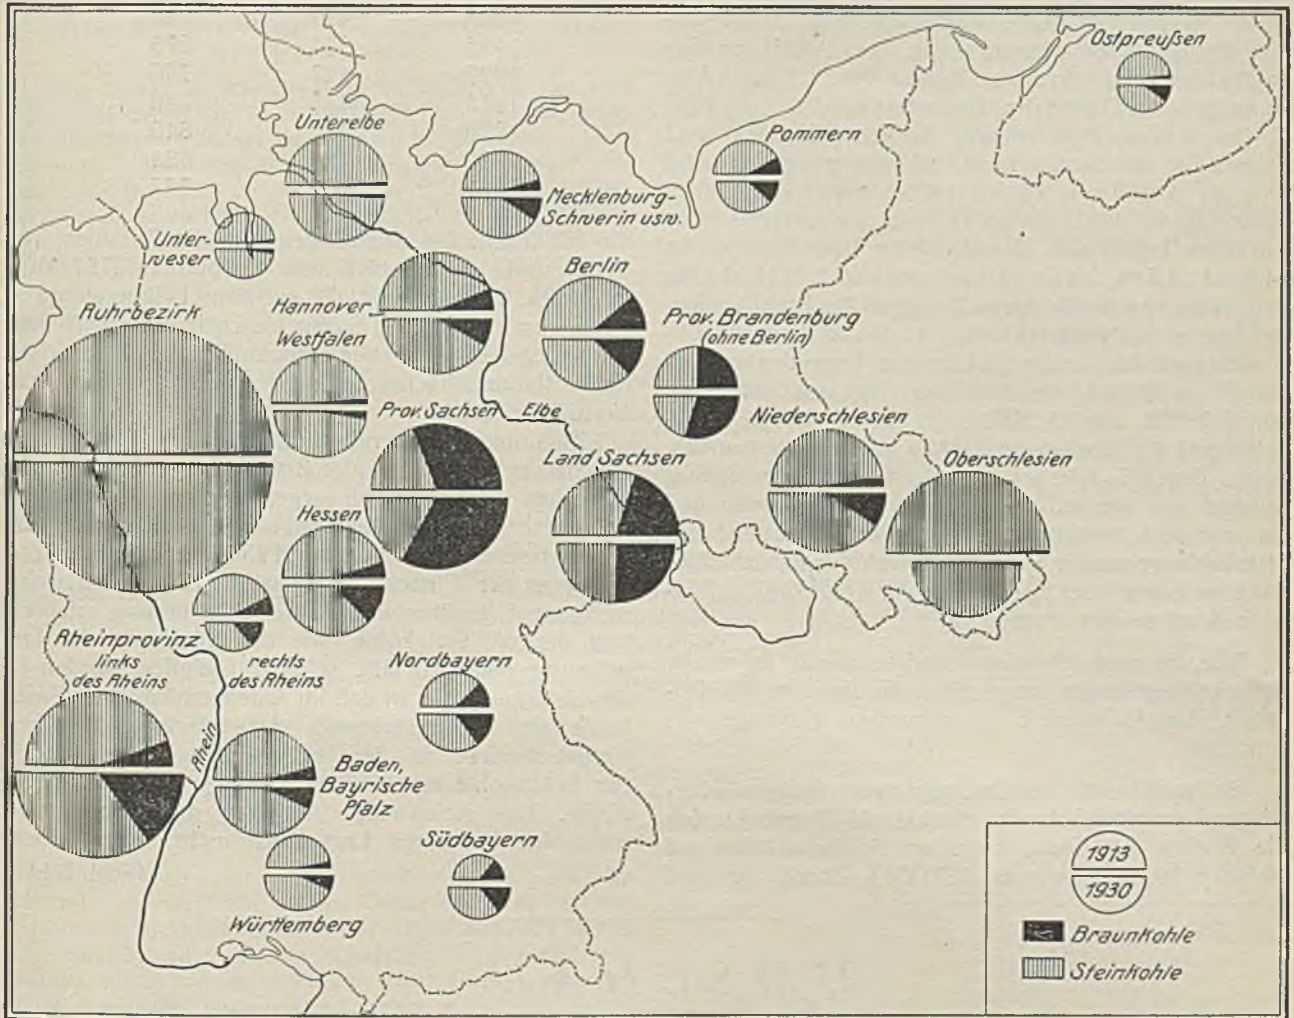 Ostpreußen
Unterelbe
Pommern
Mecklenburg-
Schwerin usw.
Unter-
weser
Berlin
Ruhrbezirk
Hannover
Prov. Brandenburg
(ohne Berlin)
Westfalen
Prov. Sachsen
Elbe
Niederschlesien
Land Sachsen
Oberschlesien
Hessen
Rheinprovinz
links
des Rheins
rechts
des Rheins
Nordbayern
Rhein
Baden,
Bayrische
Pfalz
Südbayern
Württemberg
1913
1930
Braunkohle
Steinkohle